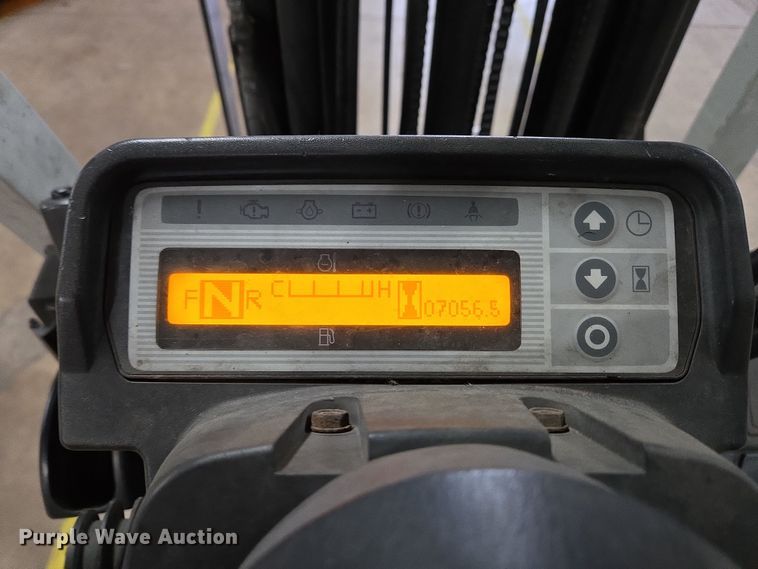 F N R C H 07056.5
Purple Wave Auction